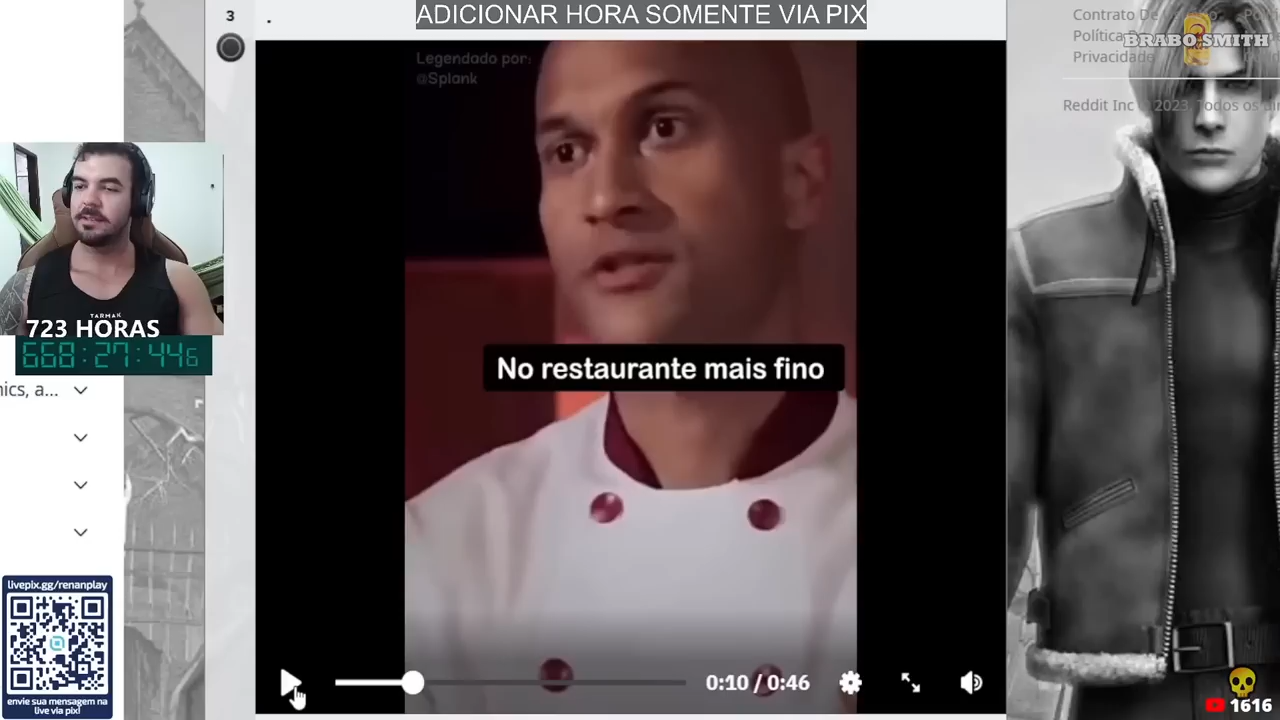 3
.
ADICIONAR HORA SOMENTE VIA PIX
Legendado por:
@Splank
Contrato De
Política
Privacidade
BRABO SMITH
Reddit Inc © 2023. Todos os
TARMAK
723 HORAS
668:27:446
nics, a...
No restaurante mais fino
livepix.gg/renanplay
envie sua mensagem na
live via pix!
0:10 / 0:46
1616